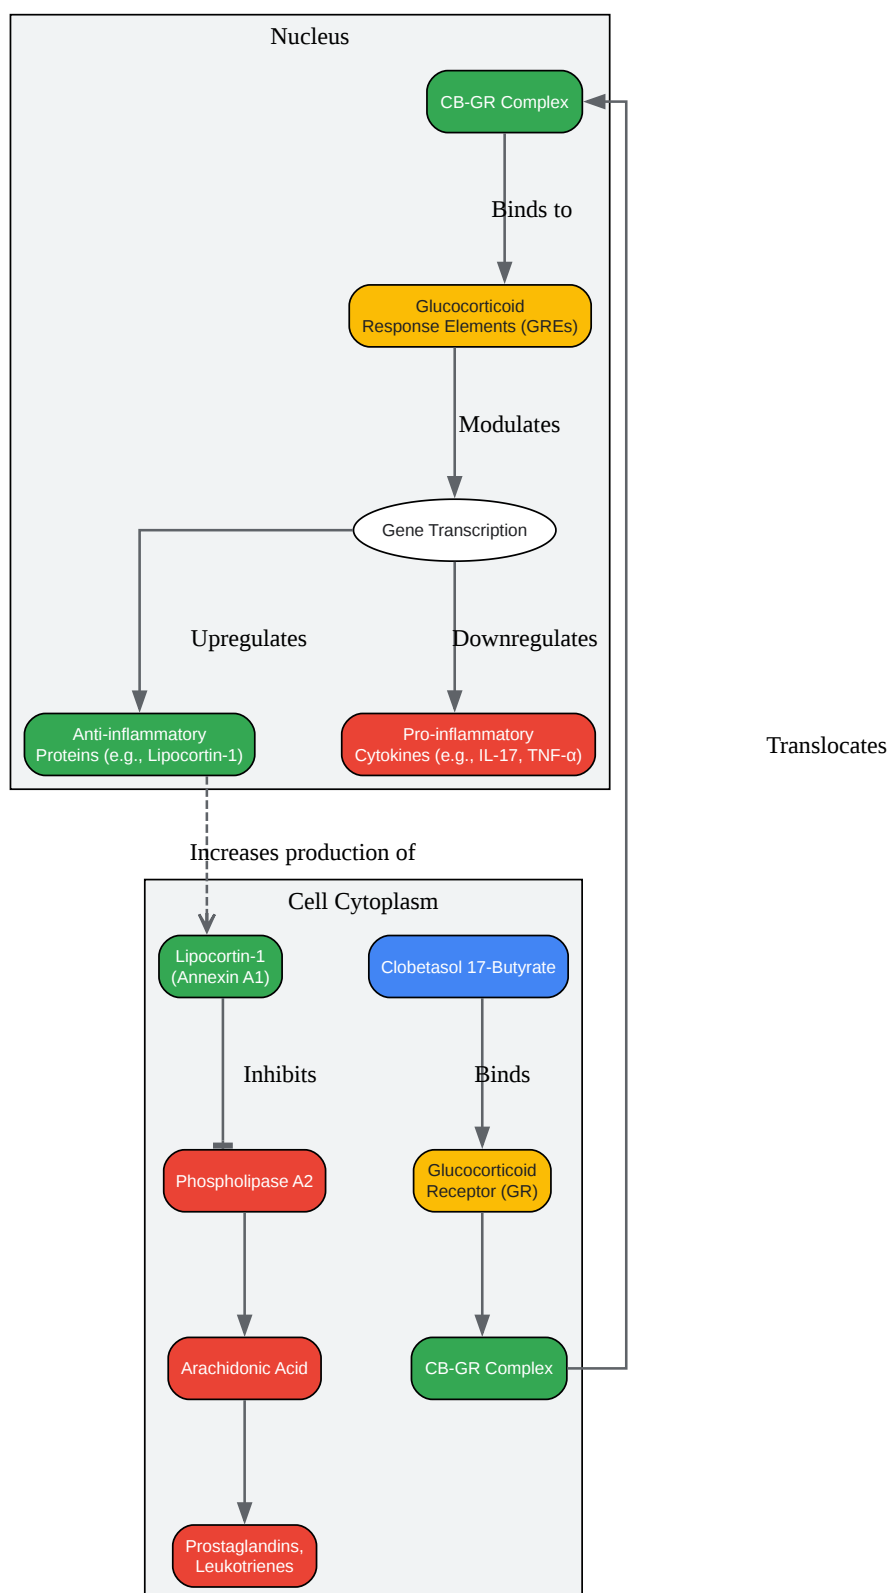 Nucleus
CB-GR Complex
Binds to
Glucocorticoid
Response Elements (GREs)
Modulates
Gene Transcription
Upregulates
Downregulates
Anti-inflammatory
Proteins (e.g., Lipocortin-1)
Pro-inflammatory
Cytokines (e.g., IL-17, TNF-α)
Translocates
Increases production of
Cell Cytoplasm
Lipocortin-1
(Annexin A1)
Clobetasol 17-Butyrate
Inhibits
Binds
Phospholipase A2
Glucocorticoid
Receptor (GR)
Arachidonic Acid
CB-GR Complex
Prostaglandins,
Leukotrienes